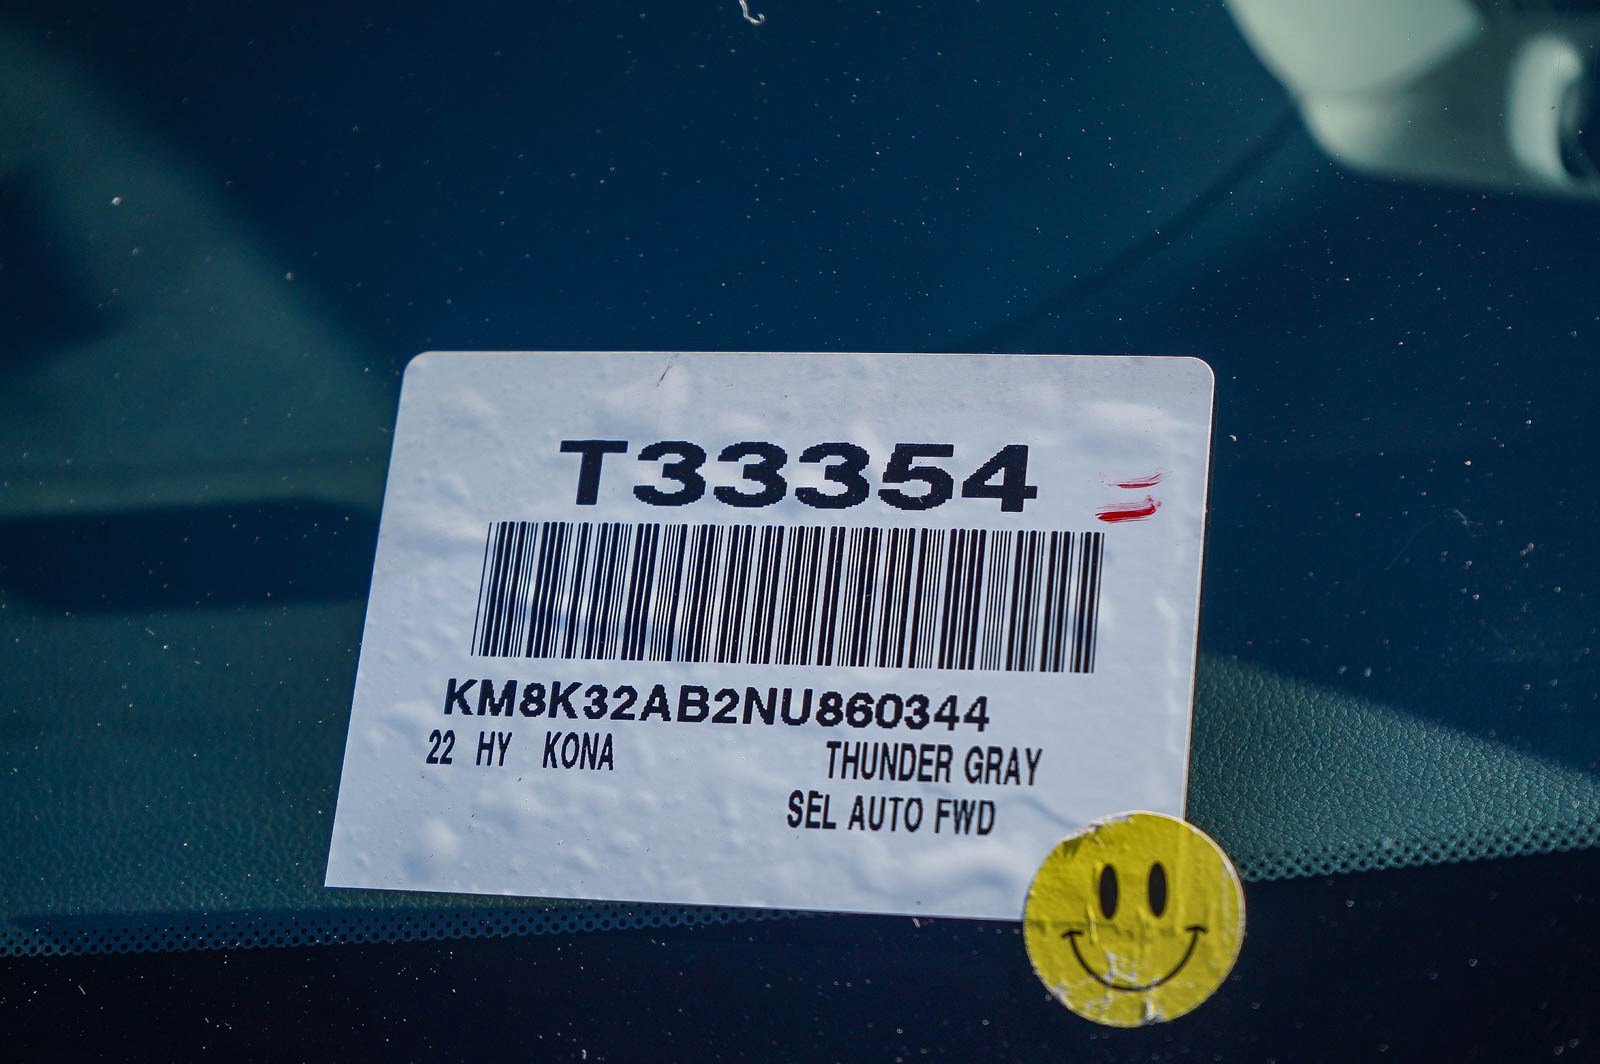 T33354
KM8K32AB2NU860344
22 HY KONA THUNDER GRAY
SEL AUTO FWD